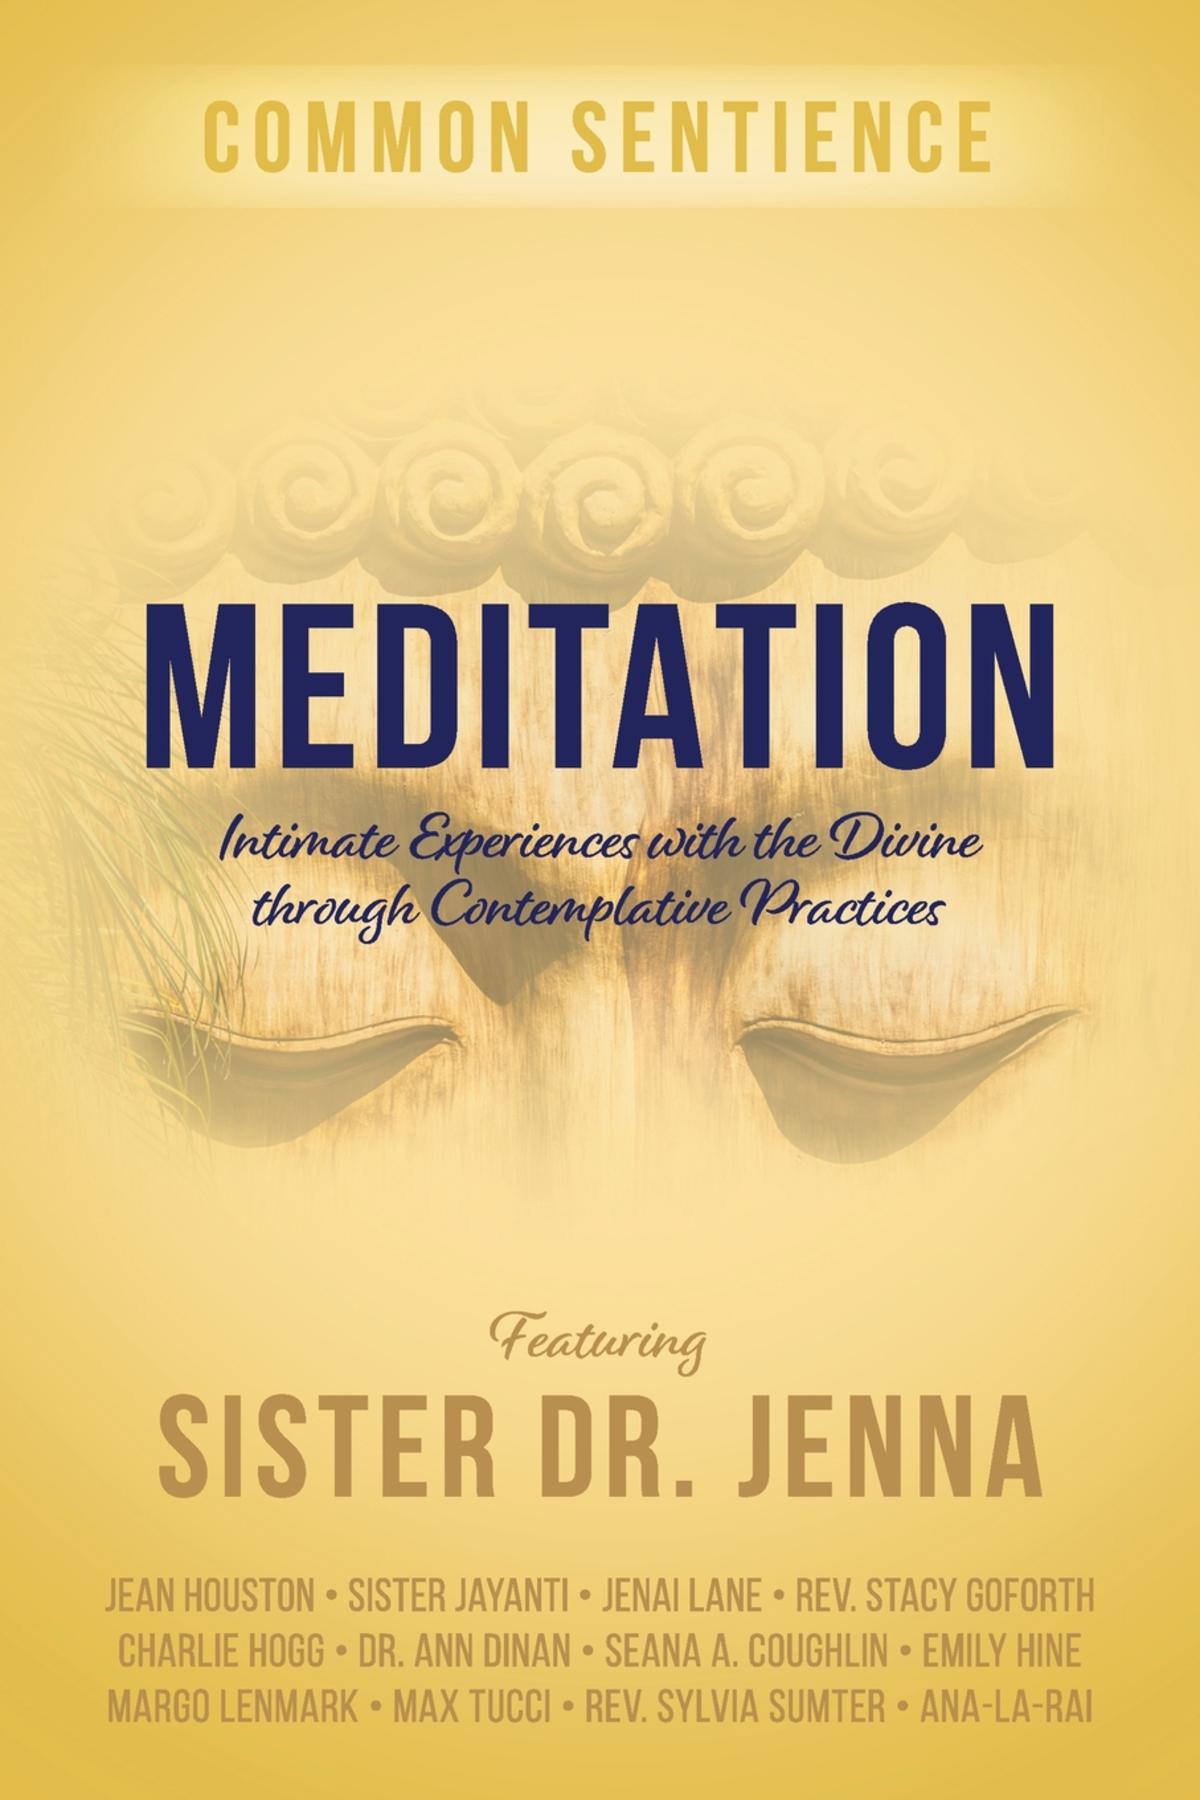 COMMON SENTIENCE
MEDITATION
Intimate Experiences with the Divine
through Contemplative Practices
Featuring
SISTER DR. JENNA
JEAN HOUSTON • SISTER JAYANTI • JENAI LANE • REV. STACY GOFORTH
CHARLIE HOGG • DR. ANN DINAN • SEANA A. COUGHLIN • EMILY HINE
MARGO LENMARK • MAX TUCCI • REV. SYLVIA SUMTER • ANA-LA-RAI